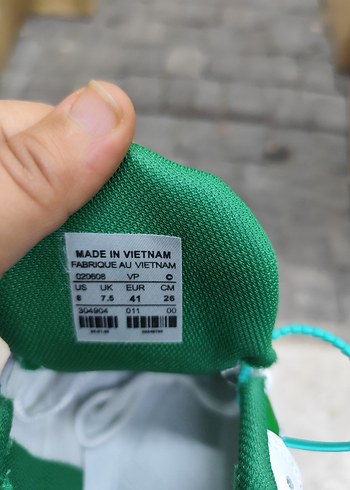 MADE IN VIETNAM
FABRIQUE AU VIETNAM
020608 VP
US UK EUR CM
8 7.5 41 26
304904 011 00